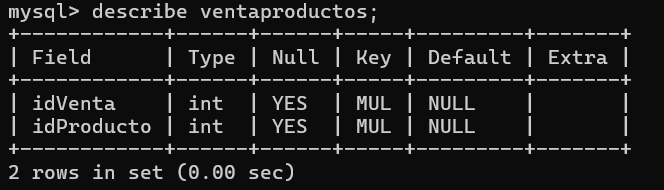 mysql> describe ventaproductos;
+------------+------+------+-----+---------+-------+
| Field      | Type | Null | Key | Default | Extra |
+------------+------+------+-----+---------+-------+
| idVenta    | int  | YES  | MUL | NULL    |       |
| idProducto | int  | YES  | MUL | NULL    |       |
+------------+------+------+-----+---------+-------+
2 rows in set (0.00 sec)